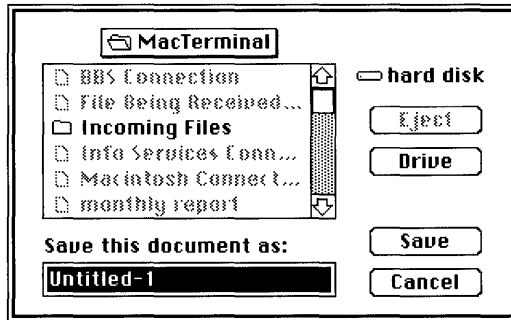 MacTerminal
BBS Connection
File Being Received...
Incoming Files
Info Services Conn...
Macintosh Connect...
monthly report
hard disk
Eject
Drive
Save this document as:
Untitled-1
Save
Cancel